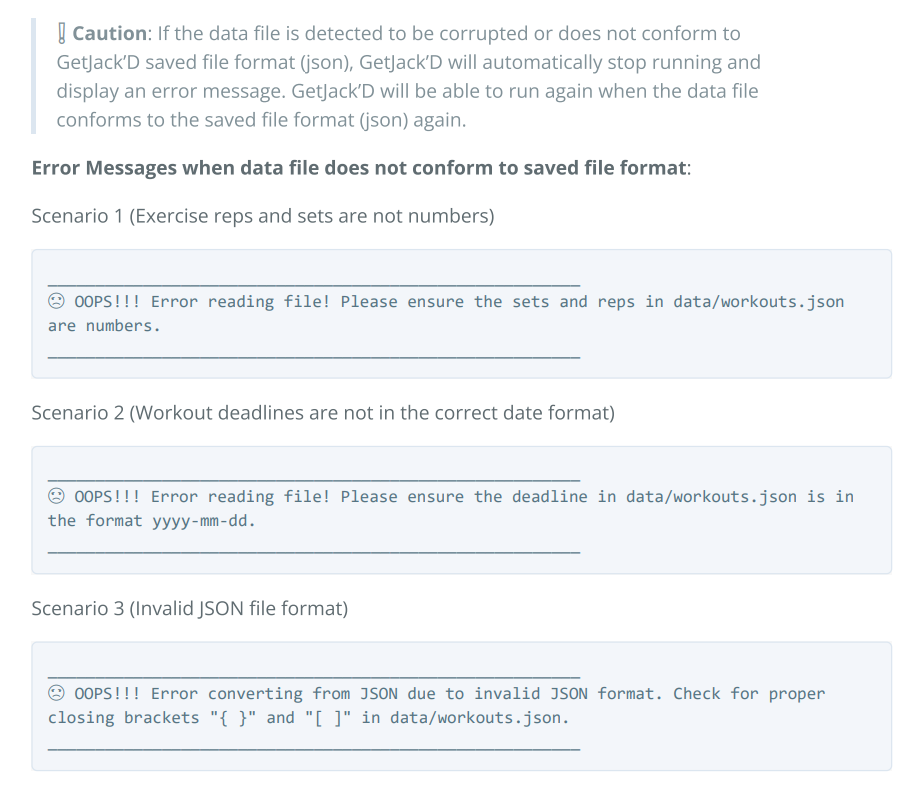 ❗ Caution: If the data file is detected to be corrupted or does not conform to
GetJack’D saved file format (json), GetJack’D will automatically stop running and
display an error message. GetJack’D will be able to run again when the data file
conforms to the saved file format (json) again.
Error Messages when data file does not conform to saved file format:
Scenario 1 (Exercise reps and sets are not numbers)
____________________________________________________________
☹ OOPS!!! Error reading file! Please ensure the sets and reps in data/workouts.json
are numbers.
____________________________________________________________
Scenario 2 (Workout deadlines are not in the correct date format)
____________________________________________________________
☹ OOPS!!! Error reading file! Please ensure the deadline in data/workouts.json is in
the format yyyy-mm-dd.
____________________________________________________________
Scenario 3 (Invalid JSON file format)
____________________________________________________________
☹ OOPS!!! Error converting from JSON due to invalid JSON format. Check for proper
closing brackets "{ }" and "[ ]" in data/workouts.json.
____________________________________________________________